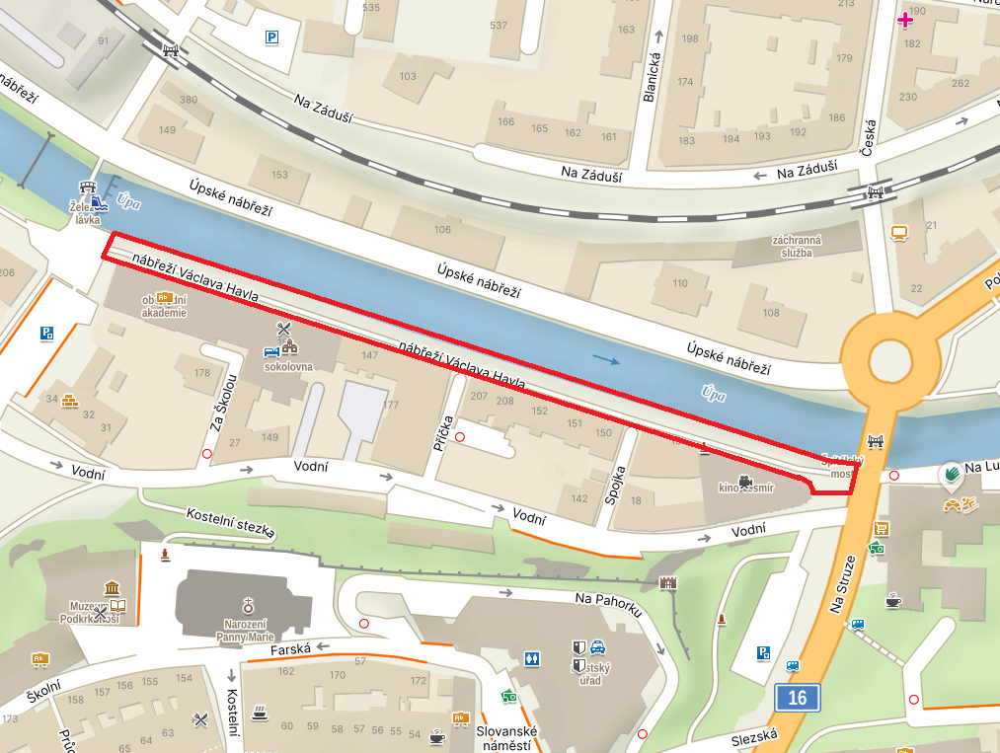 535
537
213
190
91
163
198
182
179
nábřeží
103
174
Blanická
230
262
380
Na Záduší
149
166
165
162
161
186
192
193
194
183
Česká
153
Na Záduší
Na Záduší
Úpa
Úpské nábřeží
lávka
106
záchranná
služba
21
206
nábřeží Václava Havla
Úpské nábřeží
110
22
akademie
108
sokolovna
147
nábřeží Václava Havla
Úpské nábřeží
178
Úpa
34
32
31
Za Školou
177
207
208
152
151
150
27
149
Příčka
most
Vodní
Vodní
Spojka
kino Vesmír
Na Lu
142
18
Vodní
Vodní
Kostelní stezka
Na Struze
Muzeum
Podkrkonoší
Narození
Panny Marie
Na Pahorku
Farská
57
úřad
Školní
156
155
154
157
158
162
170
172
173
Kostelní
16
60
59
58
57
56
55
54
65
64
63
Slovanské
náměstí
Slezská